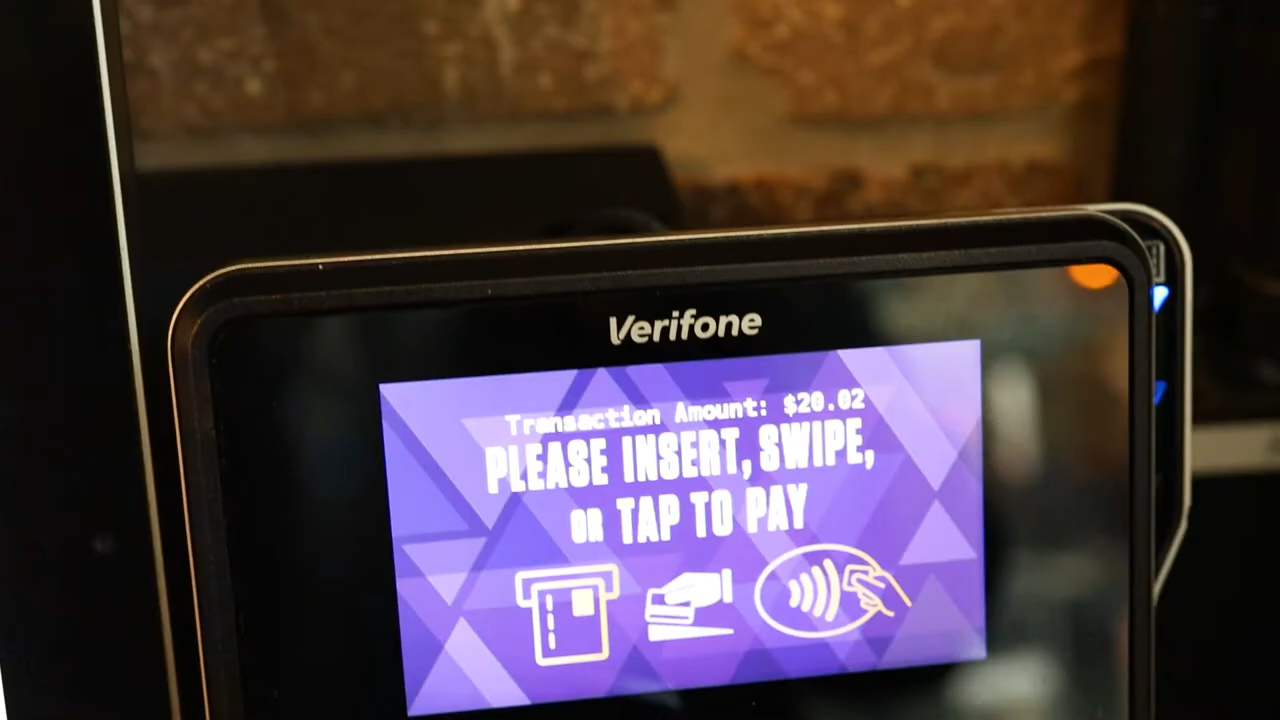 Verifone
Transaction Amount: $20.02
PLEASE INSERT, SWIPE,
OR TAP TO PAY